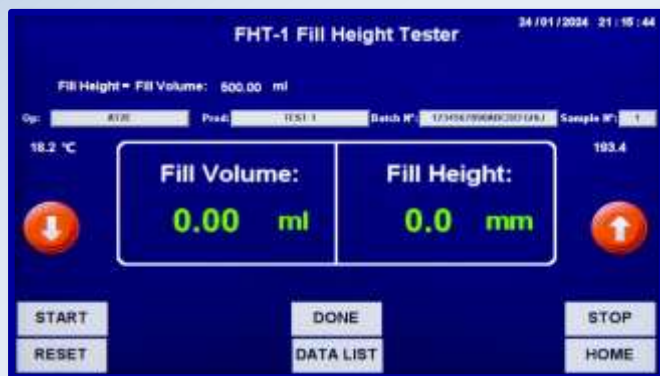 FHT-1 Fill Height Tester
24/01/2024 21:15:44
Fill Height = Fill Volume: 500.00 ml
Op: Prod: TEST-1 Batch N°: Sample N°: 1
18.2 °C
193.4
Fill Volume: Fill Height:
0.00 ml 0.0 mm
START DONE STOP
RESET DATA LIST HOME